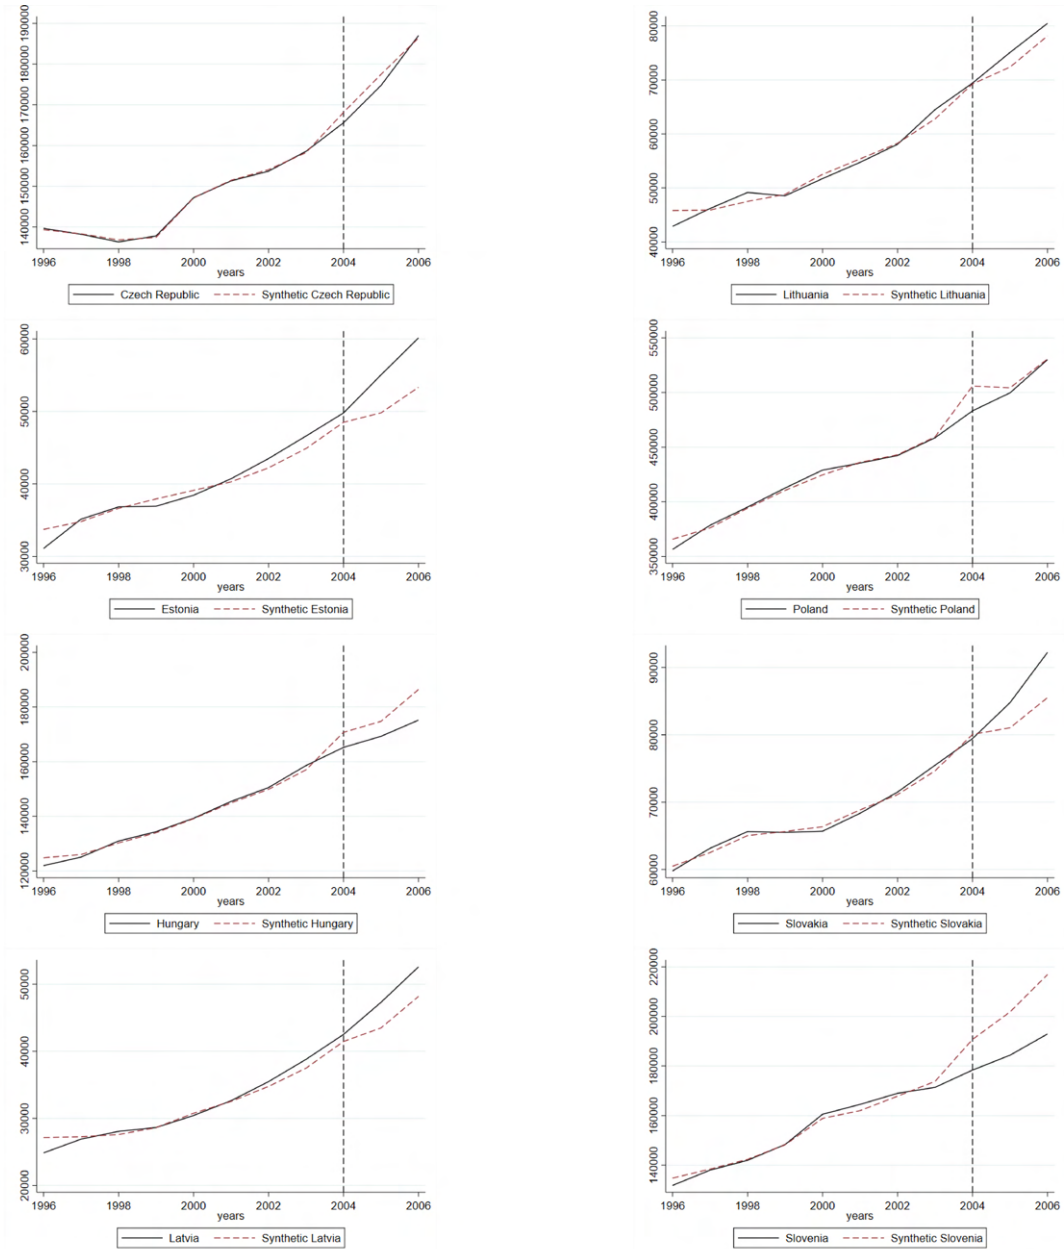 190000
180000
170000
160000
150000
140000
1996 1998 2000 2002 2004 2006
years
Czech Republic Synthetic Czech Republic
80000
70000
60000
50000
40000
1996 1998 2000 2002 2004 2006
years
Lithuania Synthetic Lithuania
60000
50000
40000
30000
1996 1998 2000 2002 2004 2006
years
Estonia Synthetic Estonia
550000
500000
450000
400000
350000
1996 1998 2000 2002 2004 2006
years
Poland Synthetic Poland
200000
180000
160000
140000
120000
1996 1998 2000 2002 2004 2006
years
Hungary Synthetic Hungary
90000
80000
70000
60000
1996 1998 2000 2002 2004 2006
years
Slovakia Synthetic Slovakia
50000
40000
30000
20000
1996 1998 2000 2002 2004 2006
years
Latvia Synthetic Latvia
220000
200000
180000
160000
140000
1996 1998 2000 2002 2004 2006
years
Slovenia Synthetic Slovenia